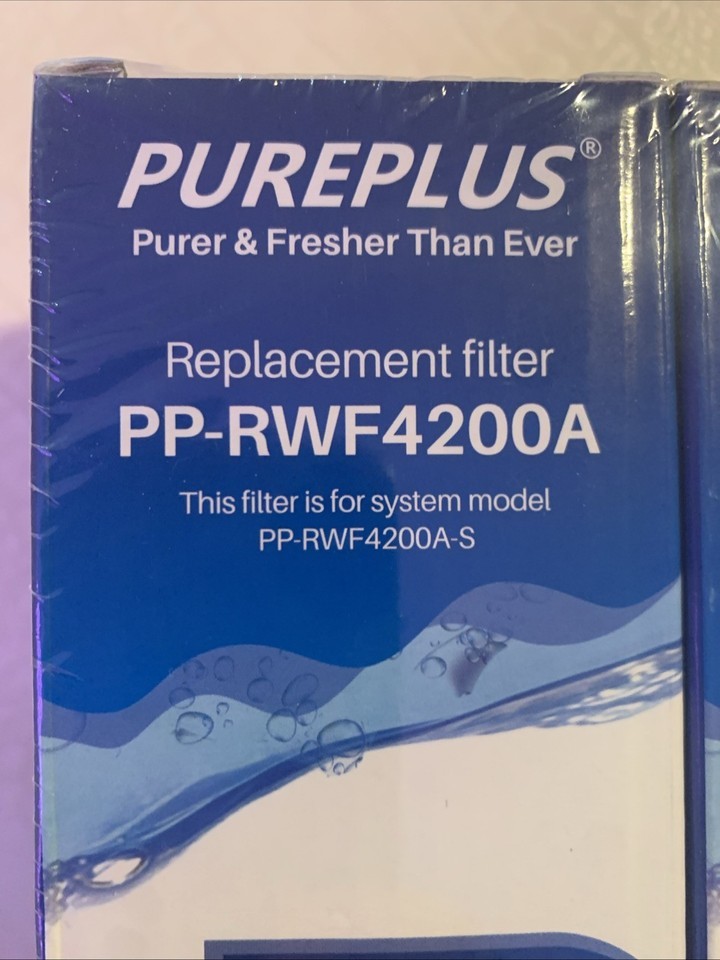 PUREPLUS®
Purer & Fresher Than Ever
Replacement filter
PP-RWF4200A
This filter is for system model
PP-RWF4200A-S